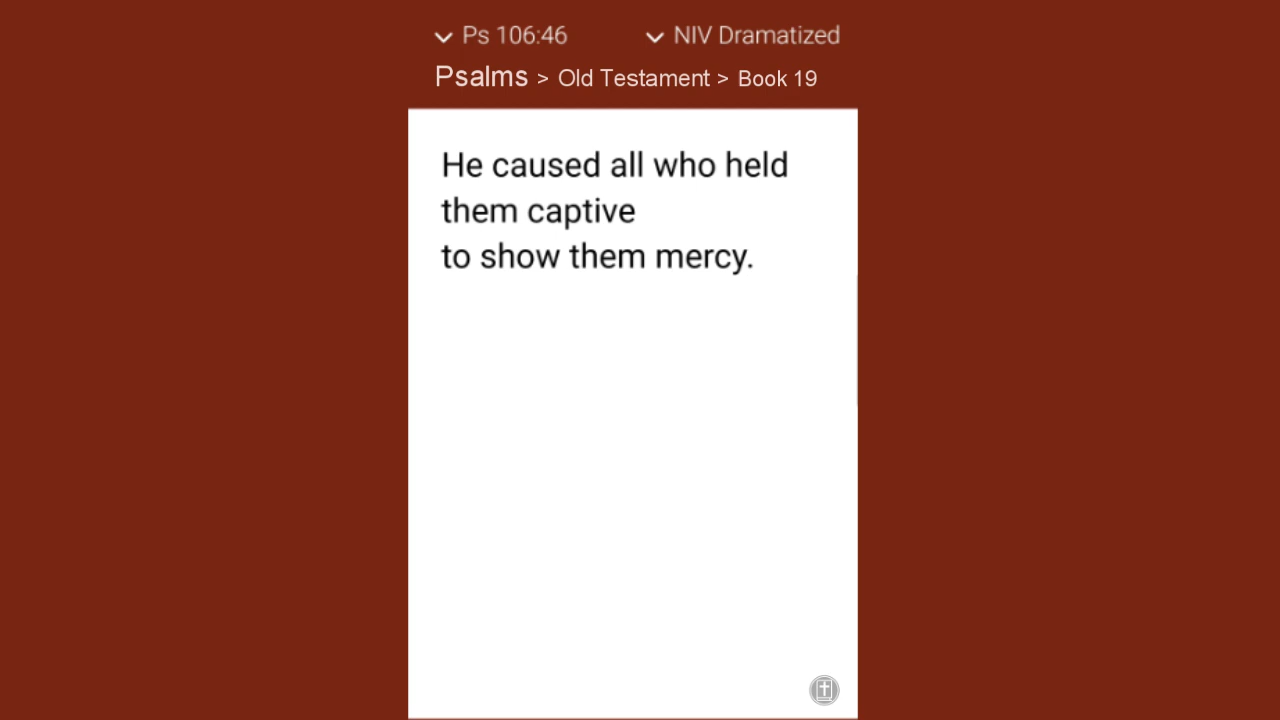 Ps 106:46 NIV Dramatized
Psalms > Old Testament > Book 19
He caused all who held
them captive
to show them mercy.